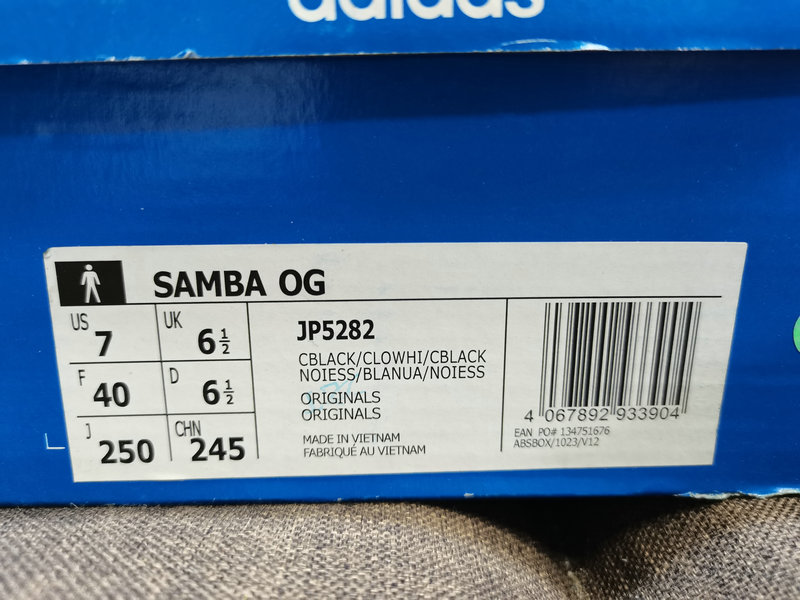 adidas
SAMBA OG
US 7 UK 6 1/2
F 40 D 6 1/2
J 250 CHN 245
JP5282
CBLACK/CLOWHI/CBLACK
NOIESS/BLANUA/NOIESS
ORIGINALS
ORIGINALS
MADE IN VIETNAM
FABRIQUÉ AU VIETNAM
4 067892 933904
EAN PO# 134751676
ABSBOX/1023/V12